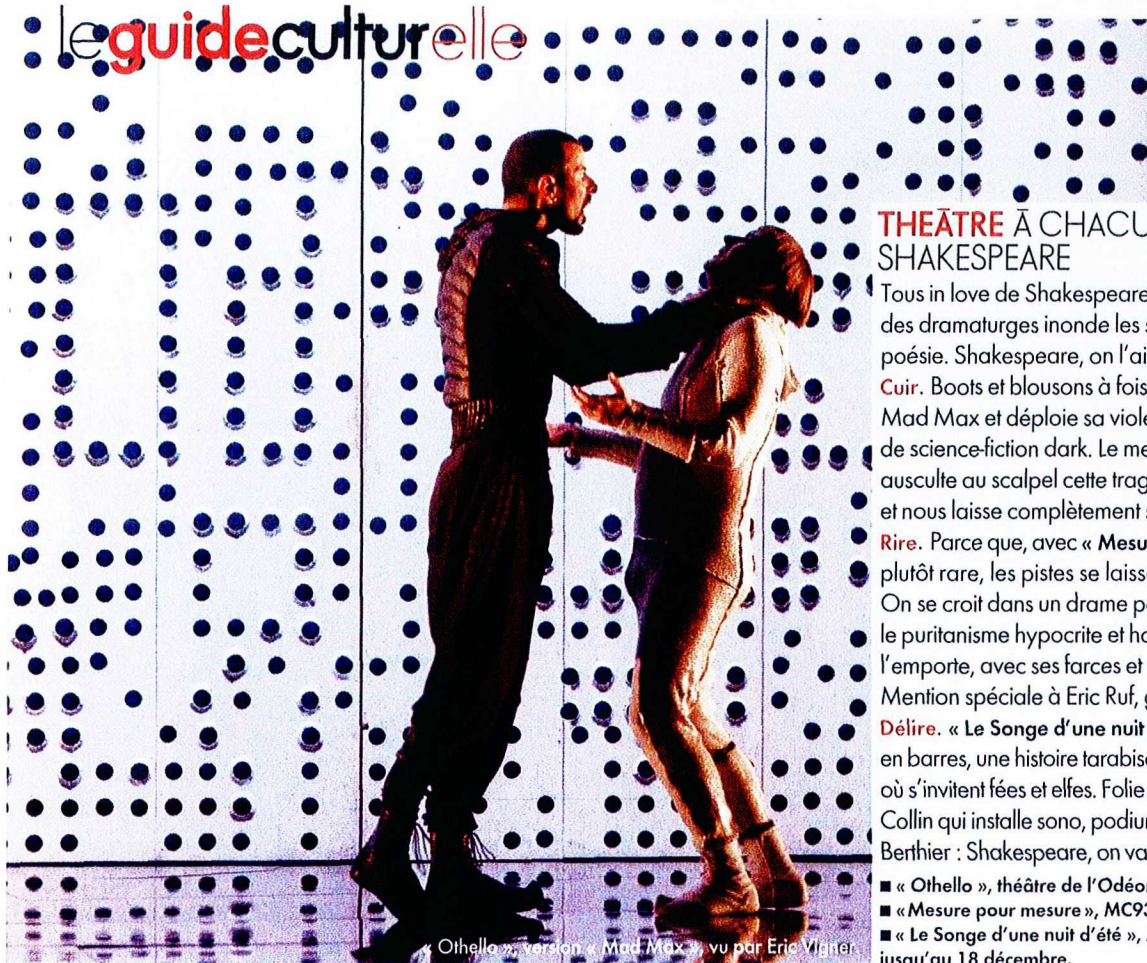 leguideculturelle
THEĀTRE Ā CHACU
SHAKESPEARE
Tous in love de Shakespeare
des dramaturges inonde les s
poésie. Shakespeare, on l'ai
Cuir. Boots et blousons à fois
Mad Max et déploie sa viole
de science-fiction dark. Le me
ausculte au scalpel cette trag
et nous laisse complètement s
Rire. Parce que, avec « Mesu
plutôt rare, les pistes se laisse
On se croit dans un drame p
le puritanisme hypocrite et ho
l'emporte, avec ses farces et
Mention spéciale à Eric Ruf, g
Délire. « Le Songe d'une nuit
en barres, une histoire tarabisc
où s'invitent fées et elfes. Folie
Collin qui installe sono, podiu
Berthier : Shakespeare, on va
■ « Othello », théâtre de l'Odéo
■ « Mesure pour mesure », MC93
■ « Le Songe d'une nuit d'été »,
jusqu'au 18 décembre.
« Othello », version « Mad Max », vu par Eric Vigner.